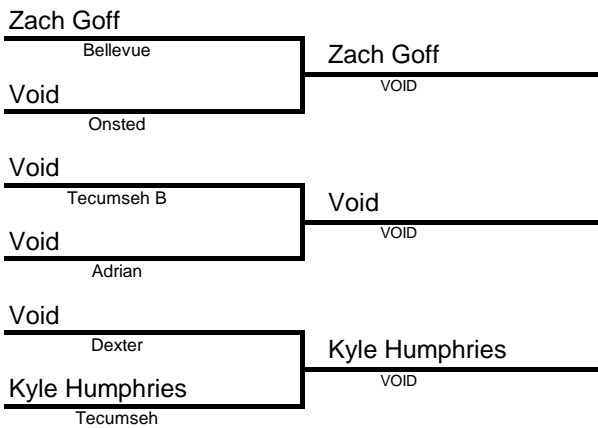 Zach Goff
Bellevue
Void
Onsted
Zach Goff
VOID
Void
Tecumseh B
Void
Adrian
Void
VOID
Void
Dexter
Kyle Humphries
Tecumseh
Kyle Humphries
VOID